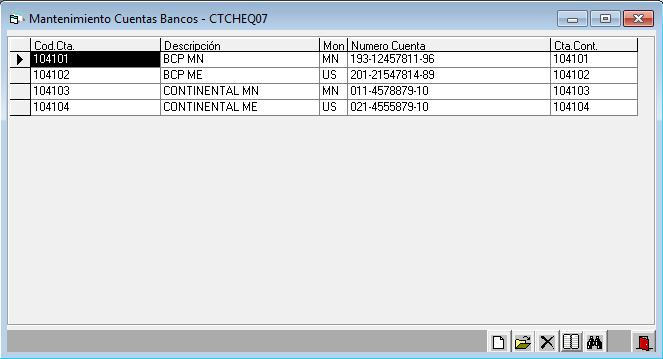 Mantenimiento Cuentas Bancos - CTCHEQ07
Cod.Cta. Descripción Mon Numero Cuenta Cta.Cont.
104101 BCP MN MN 193-12457811-96 104101
104102 BCP ME US 201-21547814-89 104102
104103 CONTINENTAL MN MN 011-4578879-10 104103
104104 CONTINENTAL ME US 021-4555879-10 104104